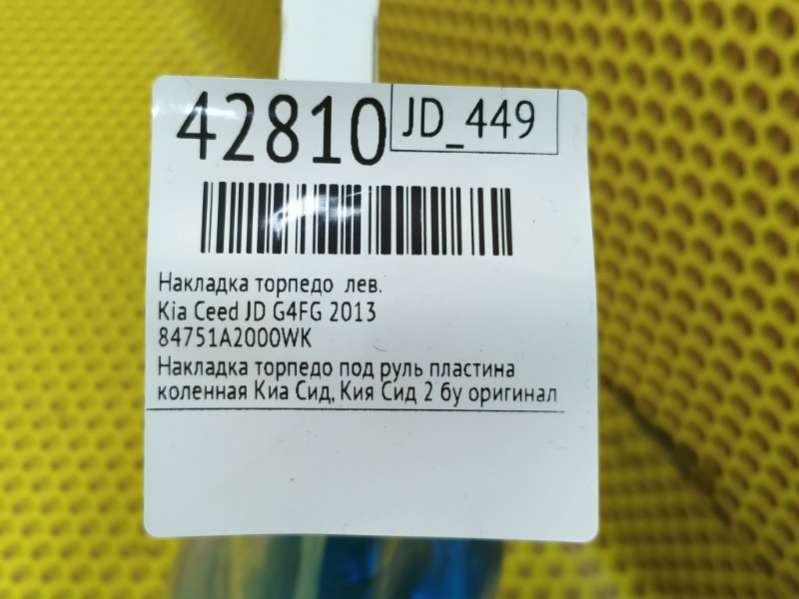 42810
JD_449
Накладка торпедо лев.
Kia Ceed JD G4FG 2013
84751A2000WK
Накладка торпедо под руль пластина
коленная Киа Сид, Кия Сид 2 бу оригинал